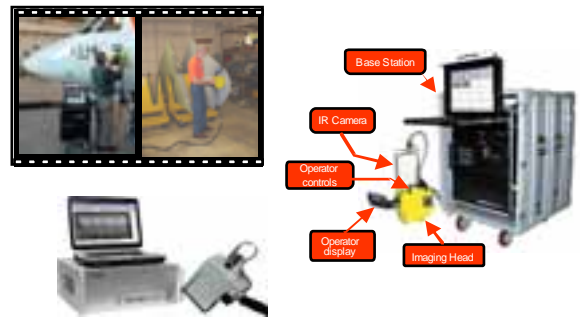 Base Station
IR Camera
Operator
controls
Operator
display
Imaging Head